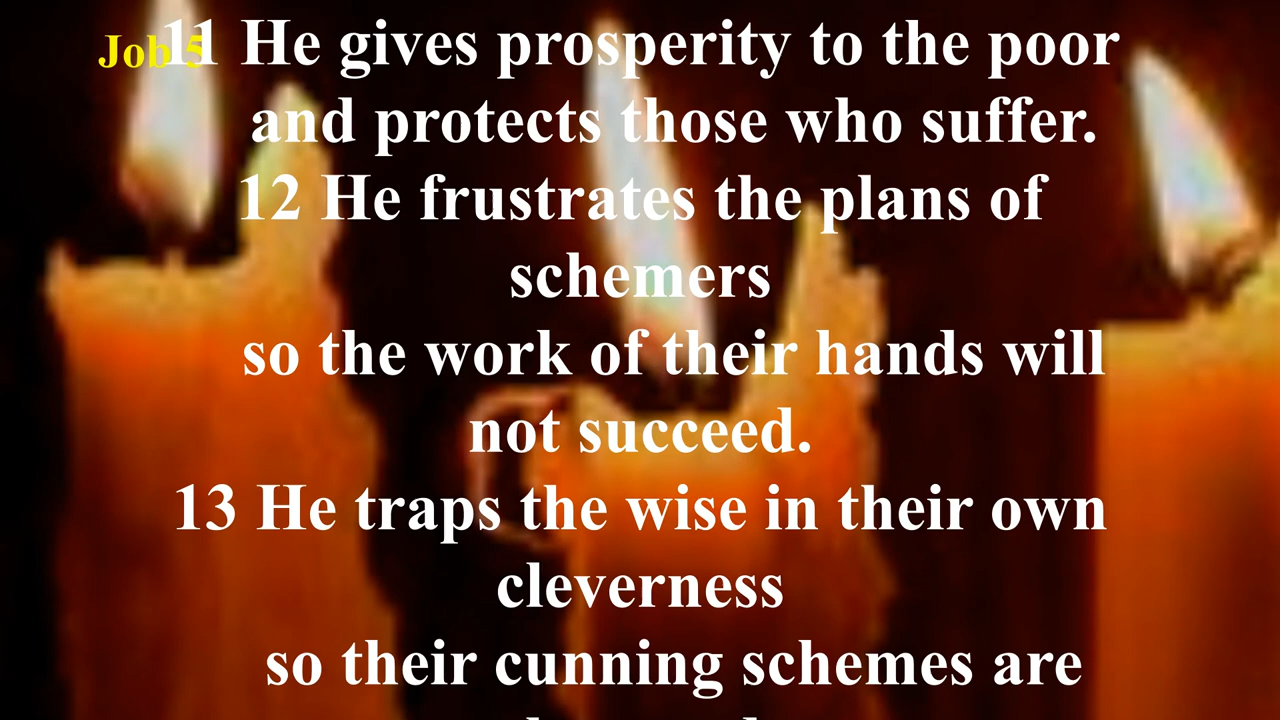 Job 5
11 He gives prosperity to the poor
and protects those who suffer.
12 He frustrates the plans of
schemers
so the work of their hands will
not succeed.
13 He traps the wise in their own
cleverness
so their cunning schemes are